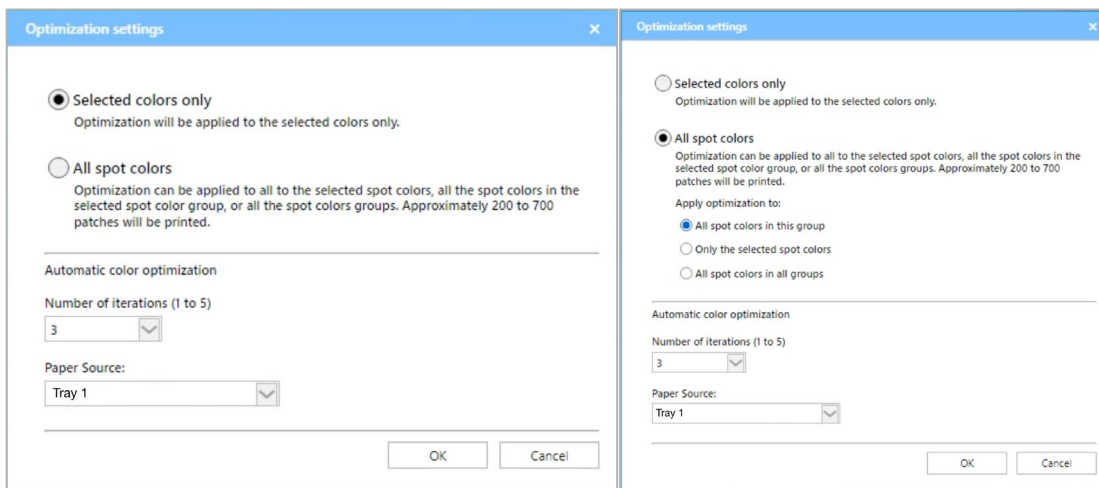 Optimization settings
Selected colors only
Optimization will be applied to the selected colors only.
All spot colors
Optimization can be applied to all to the selected spot colors, all the spot colors in the
selected spot color group, or all the spot colors groups. Approximately 200 to 700
patches will be printed.
Automatic color optimization
Number of iterations (1 to 5)
3
Paper Source:
Tray 1
OK
Cancel
Optimization settings
Selected colors only
Optimization will be applied to the selected colors only.
All spot colors
Optimization can be applied to all to the selected spot colors, all the spot colors in the
selected spot color group, or all the spot colors groups. Approximately 200 to 700
patches will be printed.
Apply optimization to:
All spot colors in this group
Only the selected spot colors
All spot colors in all groups
Automatic color optimization
Number of iterations (1 to 5)
3
Paper Source:
Tray 1
OK
Cancel